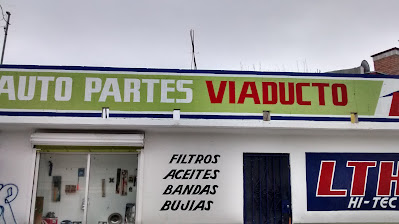 AUTO PARTES VIADUCTO
FILTROS
ACEITES
BANDAS
BUJIAS
LTH
HI-TEC